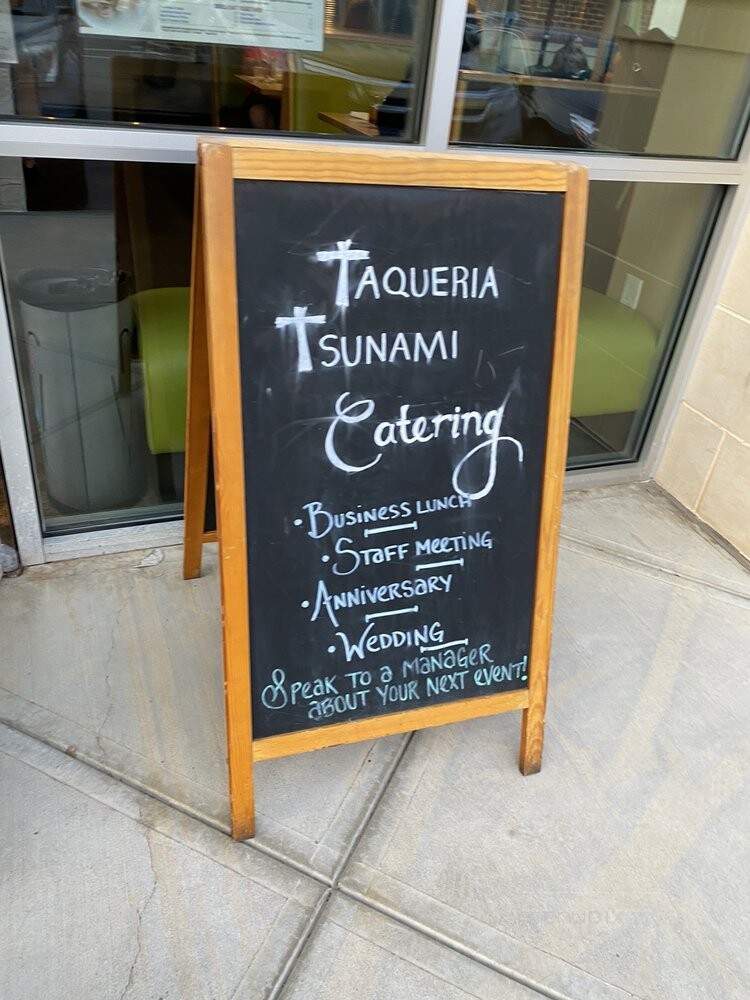 TAQUERIA
TSUNAMI
Catering
• BUSINESS LUNCH
• STAFF MEETING
• ANNIVERSARY
• WEDDING
SPEAK TO A MANAGER
ABOUT YOUR NEXT EVENT!